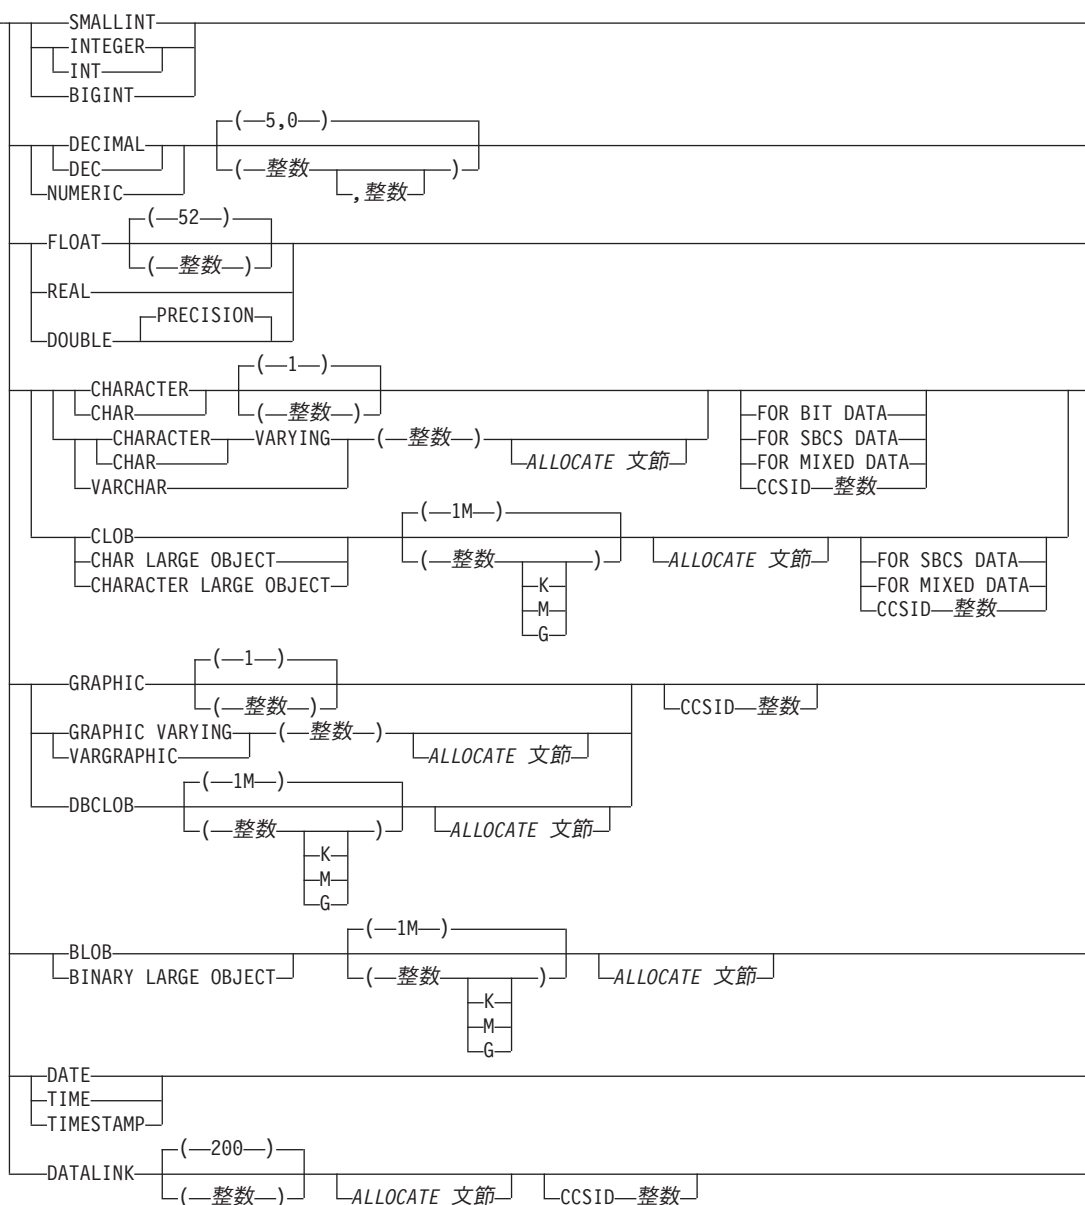 SMALLINT
INTEGER
INT
BIGINT
( 5,0 )
DECIMAL
DEC
( 整数 )
NUMERIC
,整数
( 52 )
FLOAT
( 整数 )
REAL
PRECISION
DOUBLE
( 1 )
CHARACTER
CHAR
( 整数 )
FOR BIT DATA
CHARACTER VARYING ( 整数 )
FOR SBCS DATA
CHAR
ALLOCATE 文節
FOR MIXED DATA
VARCHAR
CCSID 整数
( 1M )
CLOB
CHAR LARGE OBJECT
( 整数 )
ALLOCATE 文節
FOR SBCS DATA
CHARACTER LARGE OBJECT
K
FOR MIXED DATA
M
CCSID 整数
G
( 1 )
GRAPHIC
( 整数 )
CCSID 整数
GRAPHIC VARYING ( 整数 )
VARGRAPHIC
ALLOCATE 文節
( 1M )
DBCLOB
( 整数 )
ALLOCATE 文節
K
M
G
( 1M )
BLOB
BINARY LARGE OBJECT
( 整数 )
ALLOCATE 文節
K
M
G
DATE
TIME
TIMESTAMP
( 200 )
DATALINK
( 整数 )
ALLOCATE 文節
CCSID 整数